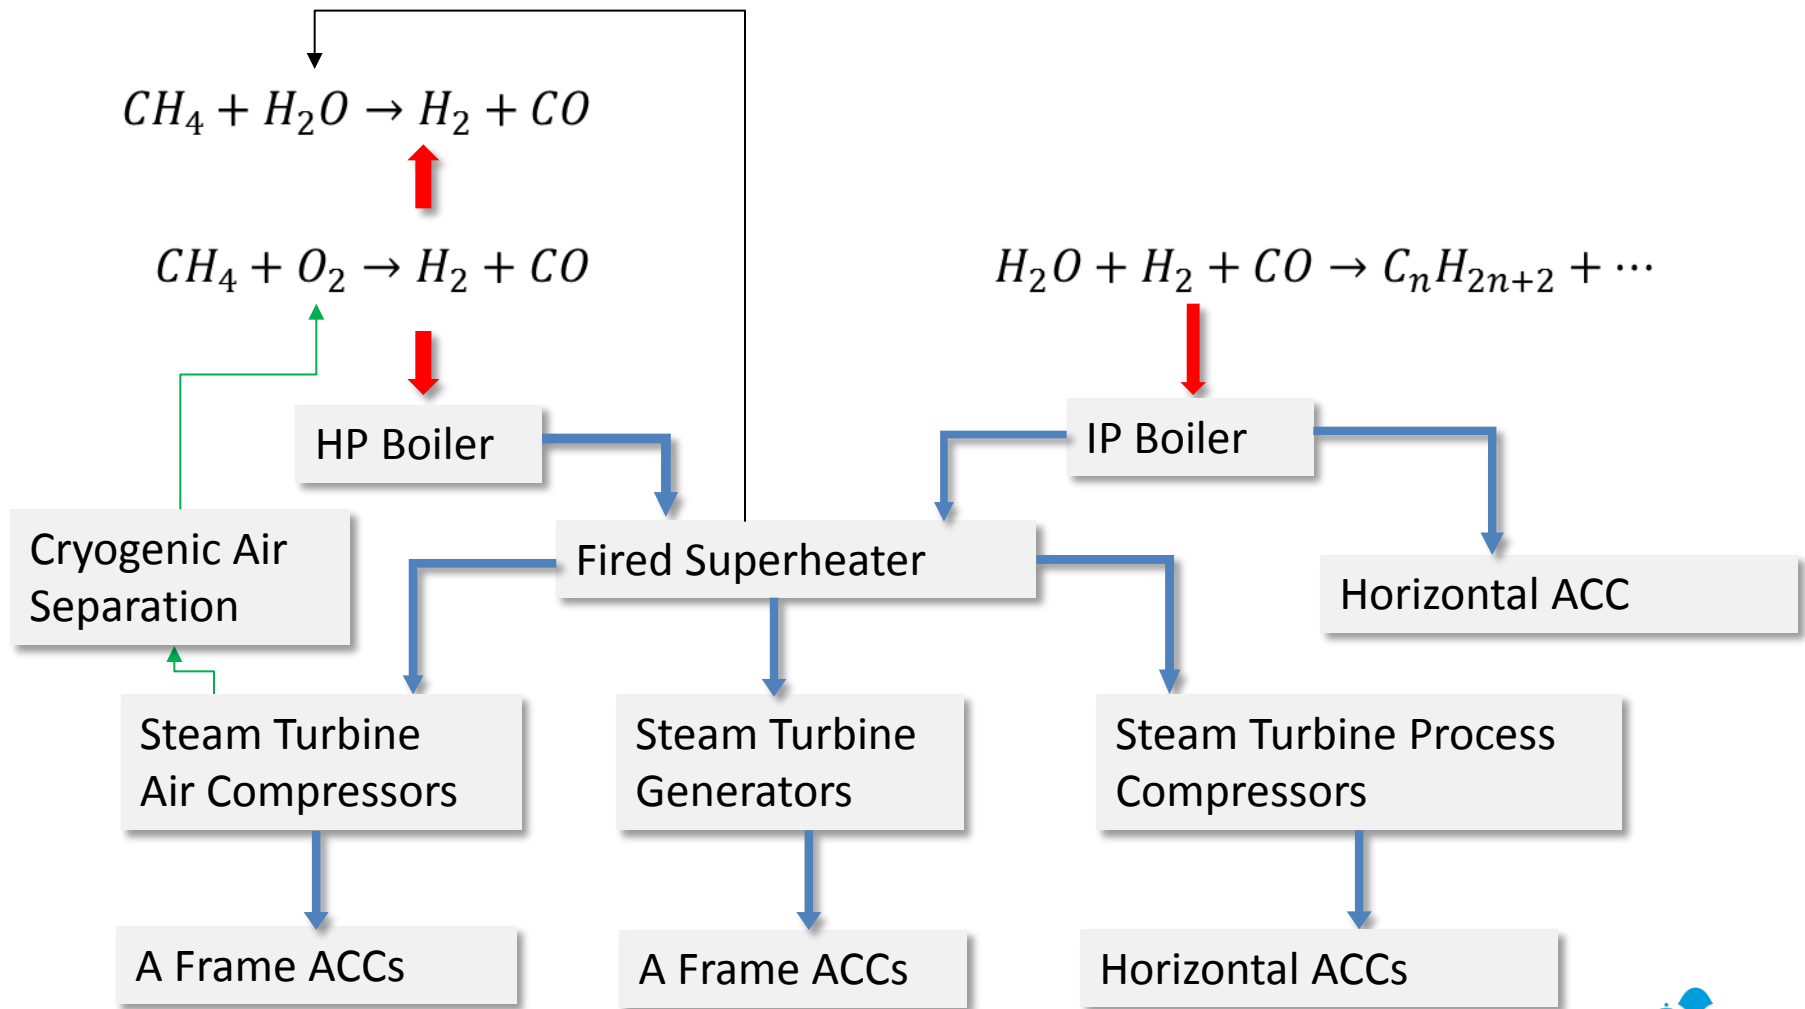 CH₄ + H₂O → H₂ + CO
CH₄ + O₂ → H₂ + CO
H₂O + H₂ + CO → CₙH₂ₙ₊₂ + ⋯
HP Boiler
IP Boiler
Cryogenic Air
Separation
Fired Superheater
Horizontal ACC
Steam Turbine
Air Compressors
Steam Turbine
Generators
Steam Turbine Process
Compressors
A Frame ACCs
A Frame ACCs
Horizontal ACCs